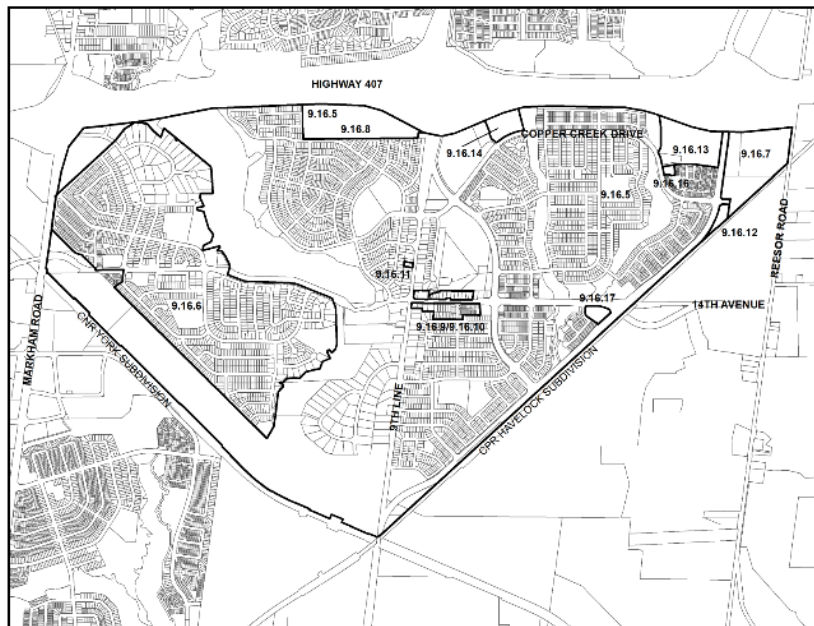 HIGHWAY 407
9.16.5
9.16.8
9.16.14
COPPER CREEK DRIVE
9.16.13
9.16.7
9.16.16
9.16.5
9.16.12
REESOR ROAD
9.16.11
9.16.6
9.16.17
14TH AVENUE
9.16.9/9.16.10
MARKHAM ROAD
CNR YORK SUBDIVISION
9TH LINE
CPR HAVELOCK SUBDIVISION